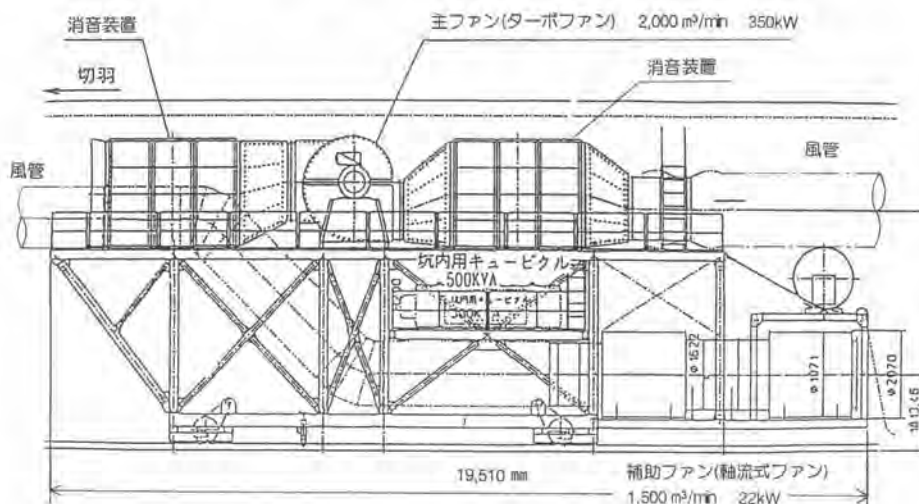 消音装置
主ファン(ターボファン) 2,000 m³/min 350kW
消音装置
切羽
風管
風管
坑内用キュービクル
500KVA
φ1522
φ1071
φ2070
19,510 mm
補助ファン(軸流式ファン)
1,500 m³/min 22kW